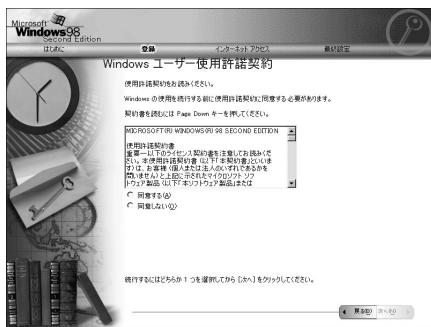 Microsoft
Windows98
Second Edition
はじめに 登録 インターネット アクセス 最終設定
Windows ユーザー使用許諾契約
使用許諾契約をお読みください。
Windows の使用を続行する前に使用許諾契約に同意する必要があります。
契約書を読むには Page Down キーを押してください。
MICROSOFT(R) WINDOWS(R) 98 SECOND EDITION
使用許諾契約書
重要－以下のライセンス契約書を注意してお読みくだ
さい。本使用許諾契約書 (以下「本契約書」といいま
す) は、お客様 (個人または法人のいずれであるかを
問いません) と上記に示されたマイクロソフト ソフ
トウェア製品 (以下「本ソフトウェア製品」または
同意する(A)
同意しない(D)
続行するにはどちらか 1 つを選択してから [次へ] をクリックしてください。
戻る(B) 次へ(N)